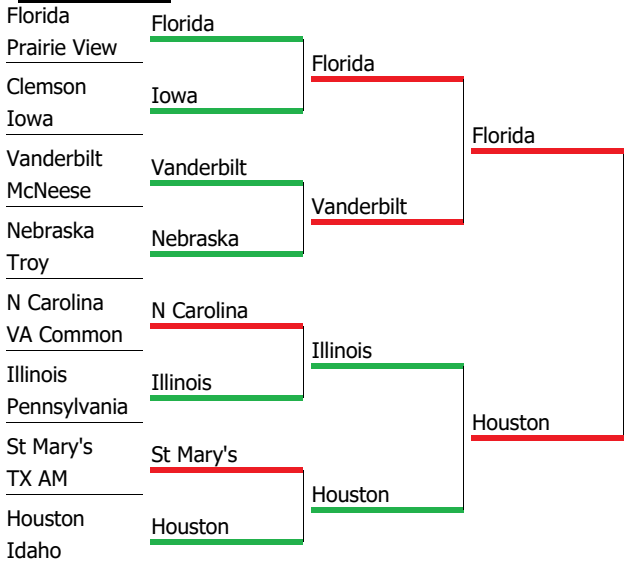 Florida
Prairie View
Clemson
Iowa
Vanderbilt
McNeese
Nebraska
Troy
N Carolina
VA Common
Illinois
Pennsylvania
St Mary's
TX AM
Houston
Idaho
Florida
Iowa
Vanderbilt
Nebraska
N Carolina
Illinois
St Mary's
Houston
Florida
Vanderbilt
Illinois
Houston
Florida
Houston